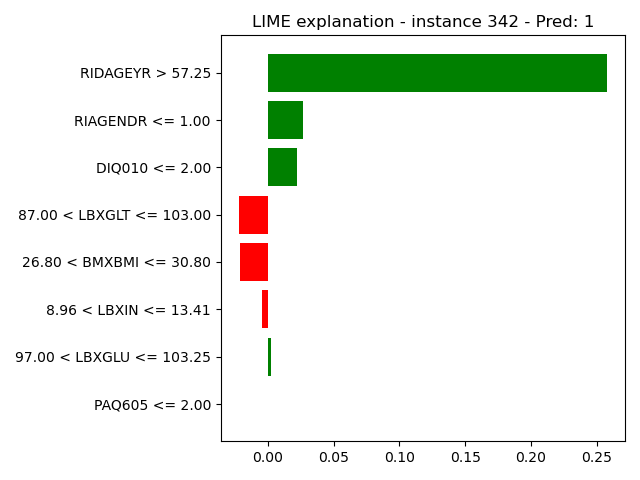 LIME explanation - instance 342 - Pred: 1
RIDAGEYR > 57.25
RIAGENDR <= 1.00
DIQ010 <= 2.00
87.00 < LBXGLT <= 103.00
26.80 < BMXBMI <= 30.80
8.96 < LBXIN <= 13.41
97.00 < LBXGLU <= 103.25
PAQ605 <= 2.00
0.00 0.05 0.10 0.15 0.20 0.25